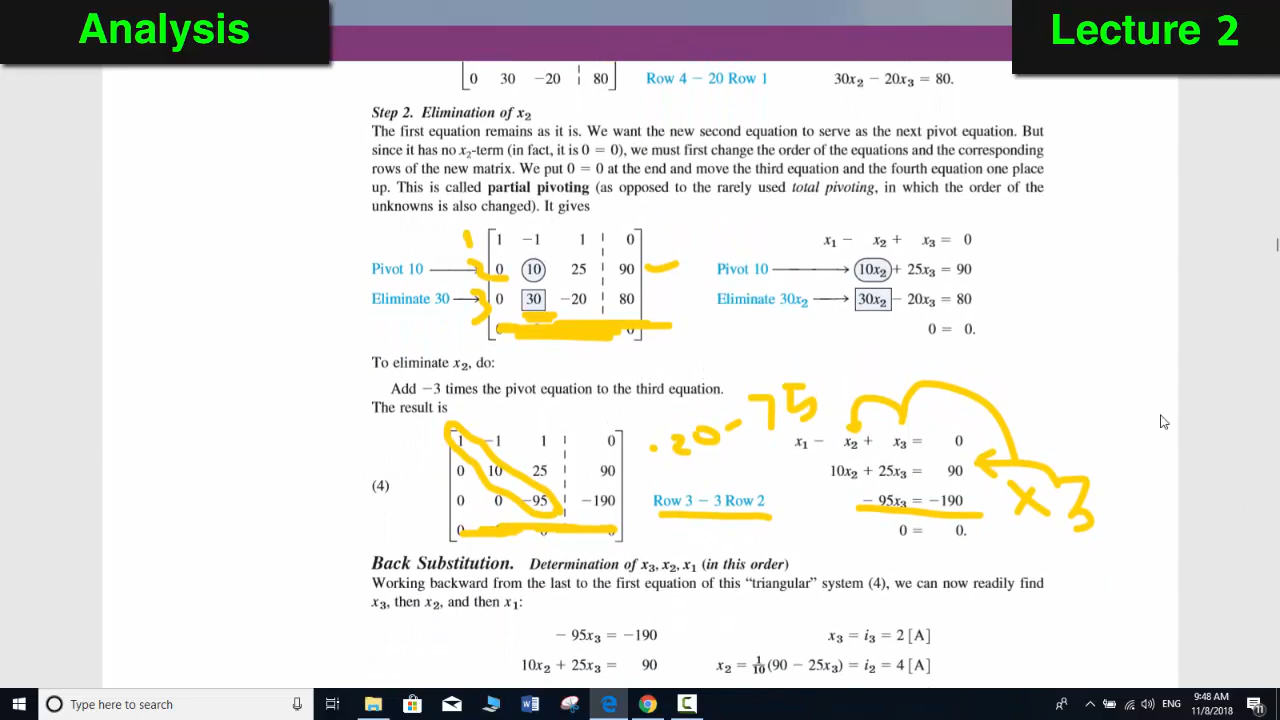 Analysis
Lecture 2
0 30 −20 80 Row 4 − 20 Row 1 30x₂ − 20x₃ = 80.
Step 2. Elimination of x₂
The first equation remains as it is. We want the new second equation to serve as the next pivot equation. But
since it has no x₂-term (in fact, it is 0 = 0), we must first change the order of the equations and the corresponding
rows of the new matrix. We put 0 = 0 at the end and move the third equation and the fourth equation one place
up. This is called partial pivoting (as opposed to the rarely used total pivoting, in which the order of the
unknowns is also changed). It gives
1 1 −1 1 0 x₁ − x₂ + x₃ = 0
Pivot 10 2 0 10 25 90 Pivot 10 10x₂ + 25x₃ = 90
Eliminate 30 3 0 30 −20 80 Eliminate 30x₂ 30x₂ − 20x₃ = 80
0 = 0.
To eliminate x₂, do:
Add −3 times the pivot equation to the third equation.
The result is
-20-75
1 −1 1 0 x₁ − x₂ + x₃ = 0
0 10 25 90 10x₂ + 25x₃ = 90
(4)
0 0 −95 −190 Row 3 − 3 Row 2 − 95x₃ = −190
x3
0 = 0.
Back Substitution. Determination of x₃, x₂, x₁ (in this order)
Working backward from the last to the first equation of this “triangular” system (4), we can now readily find
x₃, then x₂, and then x₁:
− 95x₃ = −190 x₃ = i₃ = 2 [A]
10x₂ + 25x₃ = 90 x₂ = 1/10(90 − 25x₃) = i₂ = 4 [A]
Type here to search
ENG
9:48 AM
11/8/2018